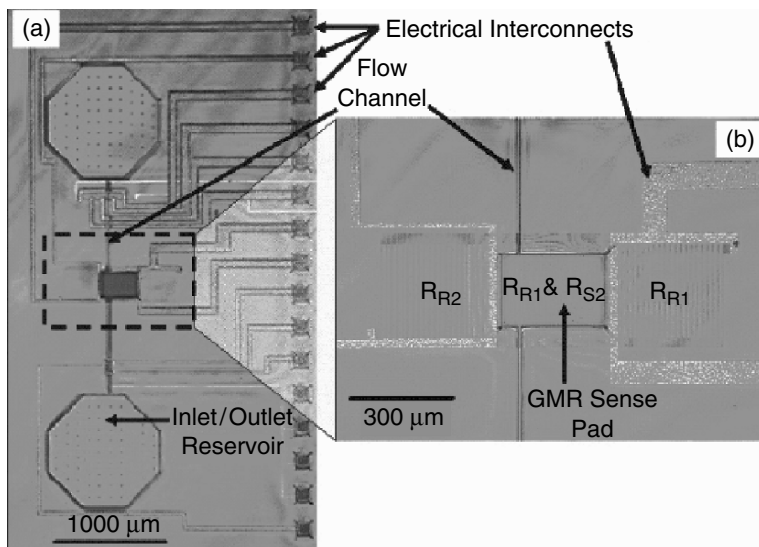 (a)
Electrical Interconnects
Flow
Channel
(b)
R_R2
R_R1 & R_S2
R_R1
300 µm
GMR Sense
Pad
Inlet/Outlet
Reservoir
1000 µm